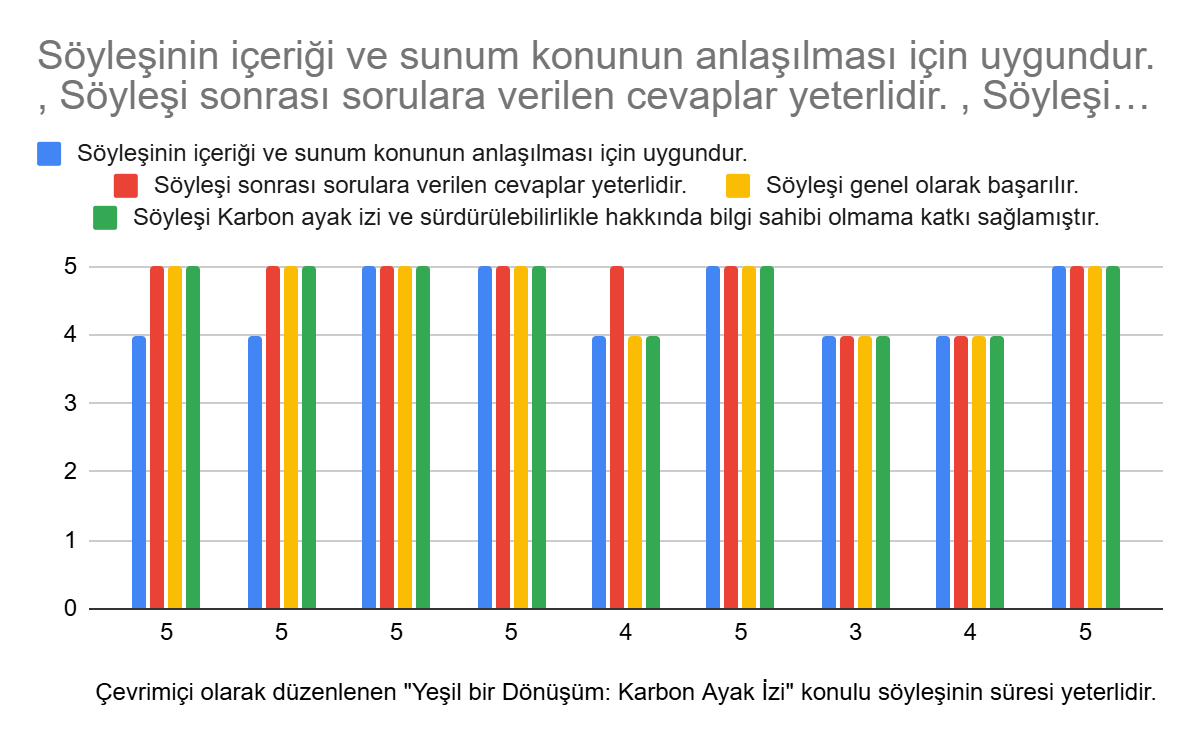 Söyleşinin içeriği ve sunum konunun anlaşılması için uygundur.
, Söyleşi sonrası sorulara verilen cevaplar yeterlidir. , Söyleşi…
Söyleşinin içeriği ve sunum konunun anlaşılması için uygundur.
Söyleşi sonrası sorulara verilen cevaplar yeterlidir. Söyleşi genel olarak başarılır.
Söyleşi Karbon ayak izi ve sürdürülebilirlikle hakkında bilgi sahibi olmama katkı sağlamıştır.
5
4
3
2
1
0
5 5 5 5 4 5 3 4 5
Çevrimiçi olarak düzenlenen "Yeşil bir Dönüşüm: Karbon Ayak İzi" konulu söyleşinin süresi yeterlidir.